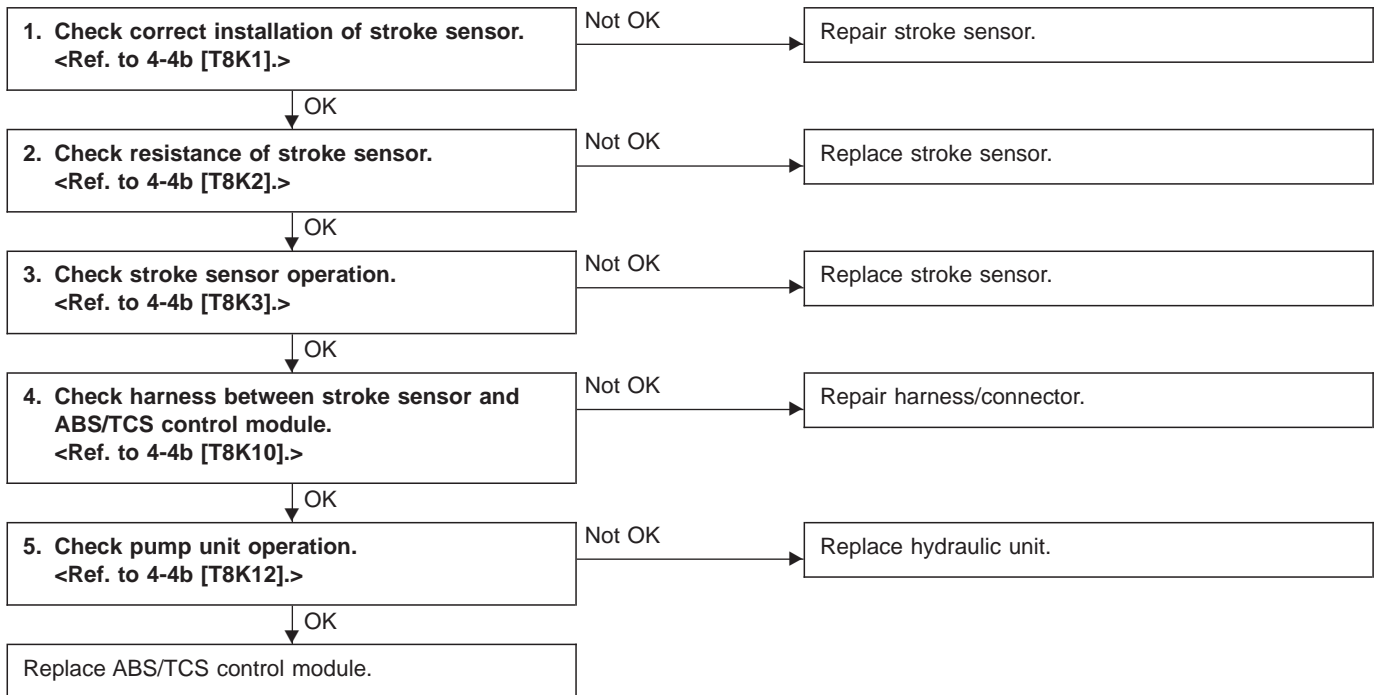 1. Check correct installation of stroke sensor.
<Ref. to 4-4b [T8K1].>
Not OK
Repair stroke sensor.
OK
2. Check resistance of stroke sensor.
<Ref. to 4-4b [T8K2].>
Not OK
Replace stroke sensor.
OK
3. Check stroke sensor operation.
<Ref. to 4-4b [T8K3].>
Not OK
Replace stroke sensor.
OK
4. Check harness between stroke sensor and
ABS/TCS control module.
<Ref. to 4-4b [T8K10].>
Not OK
Repair harness/connector.
OK
5. Check pump unit operation.
<Ref. to 4-4b [T8K12].>
Not OK
Replace hydraulic unit.
OK
Replace ABS/TCS control module.